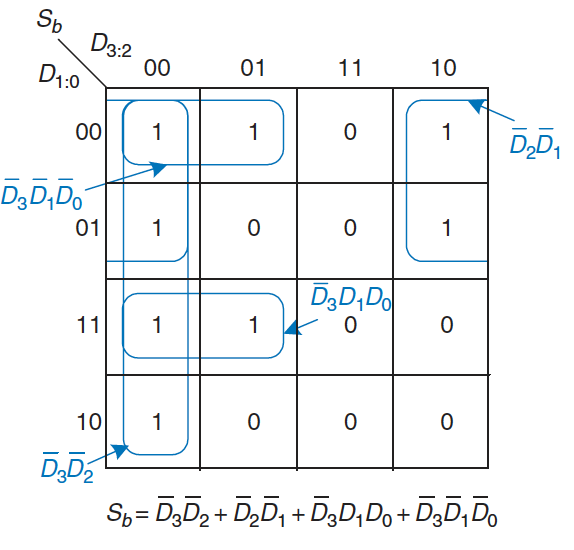 S_b
D_3:2
D_1:0
00 01 11 10
00 1 1 0 1
D̅_2D̅_1
D̅_3D̅_1D̅_0
01 1 0 0 1
D̅_3D_1D_0
11 1 1 0 0
10 1 0 0 0
D̅_3D̅_2
S_b = D̅_3D̅_2 + D̅_2D̅_1 + D̅_3D_1D_0 + D̅_3D̅_1D̅_0